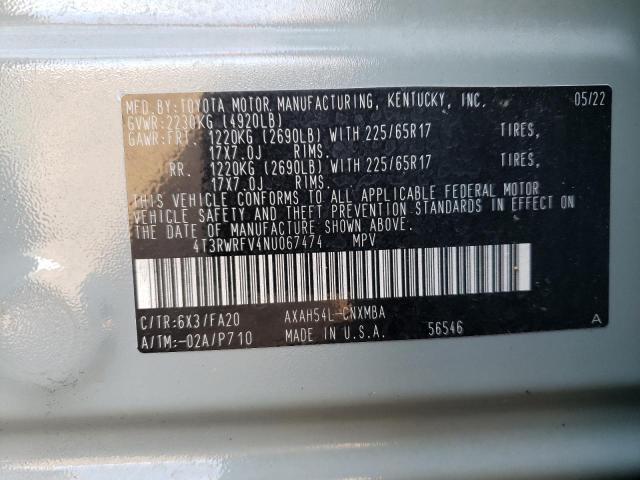 MFD.BY:TOYOTA MOTOR MANUFACTURING, KENTUCKY, INC. 05/22
GVWR:2230KG (4920LB)
GAWR:FRT. 1220KG (2690LB) WITH 225/65R17 TIRES,
17X7.0J RIMS.
RR. 1220KG (2690LB) WITH 225/65R17 TIRES,
17X7.0J RIMS.
THIS VEHICLE CONFORMS TO ALL APPLICABLE FEDERAL MOTOR
VEHICLE SAFETY AND THEFT PREVENTION STANDARDS IN EFFECT ON
THE DATE OF MANUFACTURE SHOWN ABOVE.
4T3RWRFV4NU067474 MPV
C/TR:6X3/FA20 AXAH54L-CNXMBA
A/TM:-02A/P710 MADE IN U.S.A. 56546 A